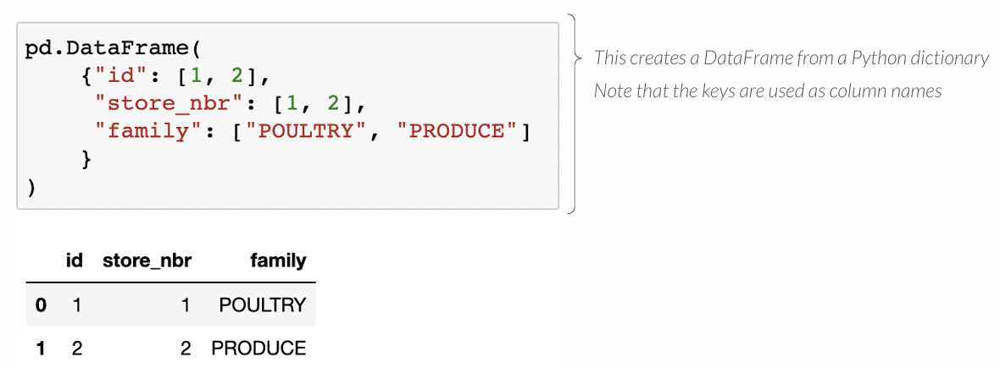 pd.DataFrame(
    {"id": [1, 2],
     "store_nbr": [1, 2],
     "family": ["POULTRY", "PRODUCE"]
    }
)
This creates a DataFrame from a Python dictionary
Note that the keys are used as column names
id store_nbr family
0 1 1 POULTRY
1 2 2 PRODUCE